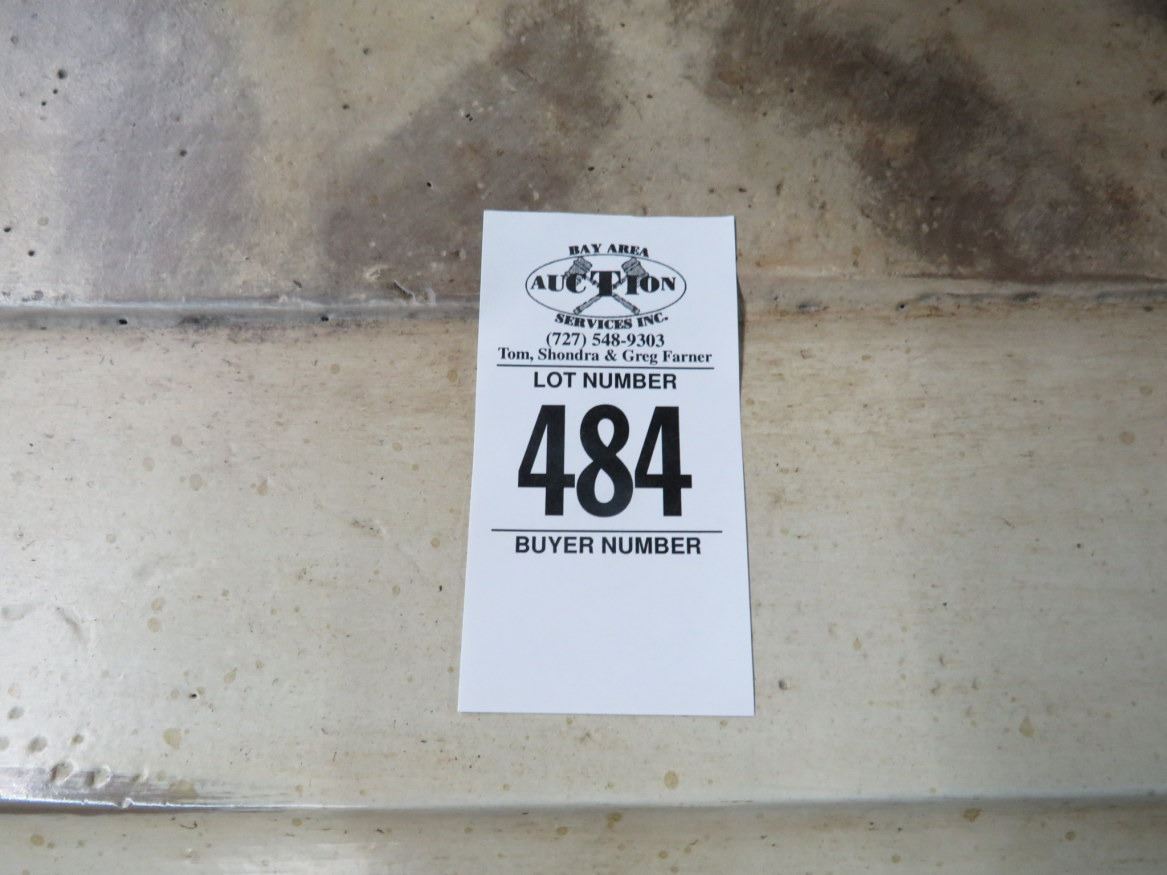 BAY AREA
AUCTION
SERVICES INC.
(727) 548-9303
Tom, Shondra & Greg Farner
LOT NUMBER
484
BUYER NUMBER